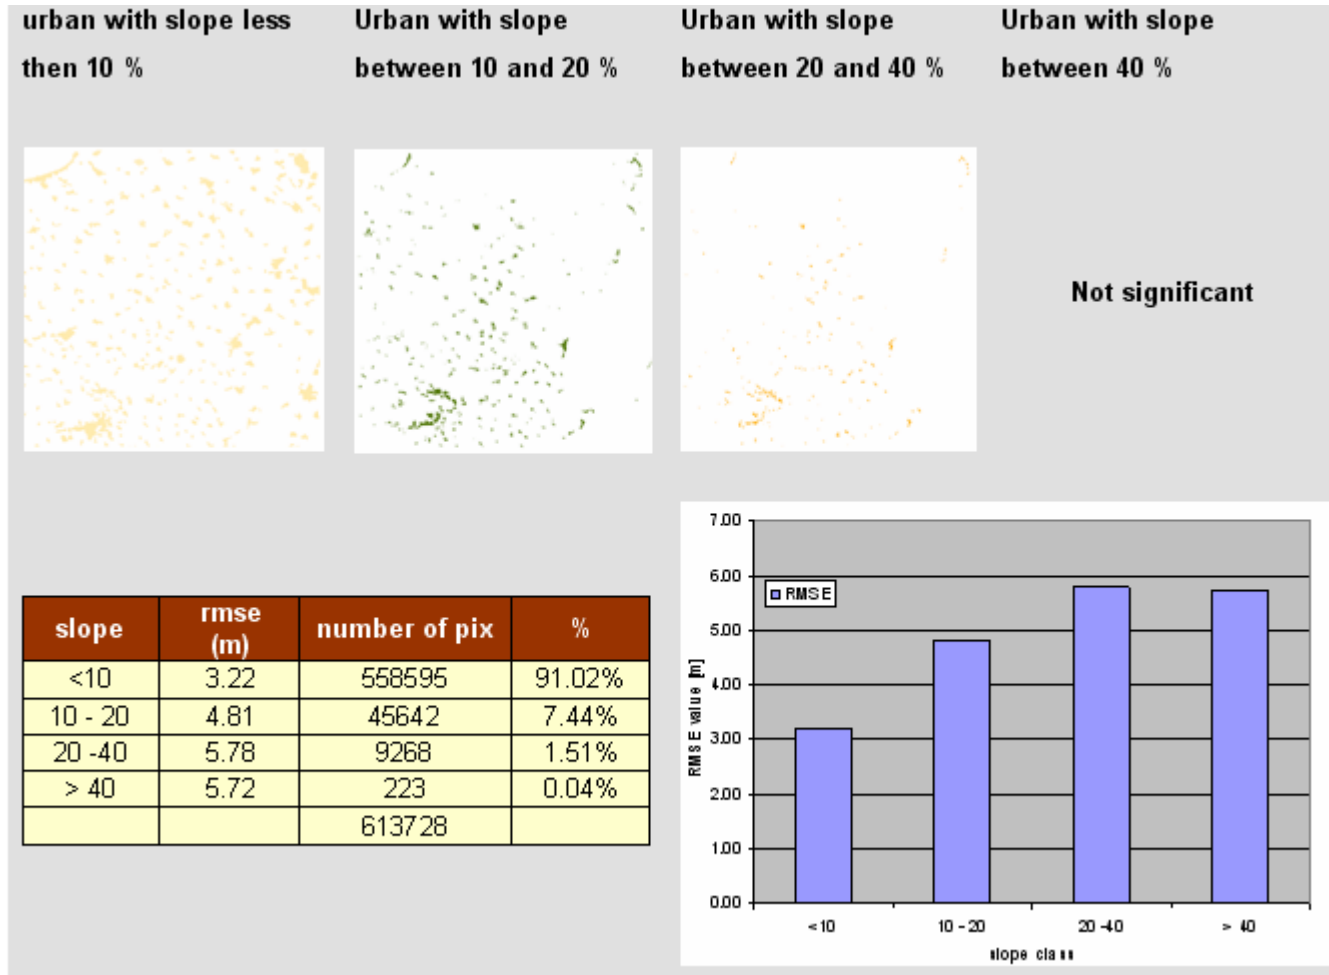 urban with slope less
then 10 %
Urban with slope
between 10 and 20 %
Urban with slope
between 20 and 40 %
Urban with slope
between 40 %
Not significant
slope rmse (m) number of pix %
<10 3.22 558595 91.02%
10 - 20 4.81 45642 7.44%
20 -40 5.78 9268 1.51%
> 40 5.72 223 0.04%
613728
7.00
6.00
5.00
4.00
3.00
2.00
1.00
0.00
RMSE value [m]
RMSE
<10 10 - 20 20 -40 > 40
slope class